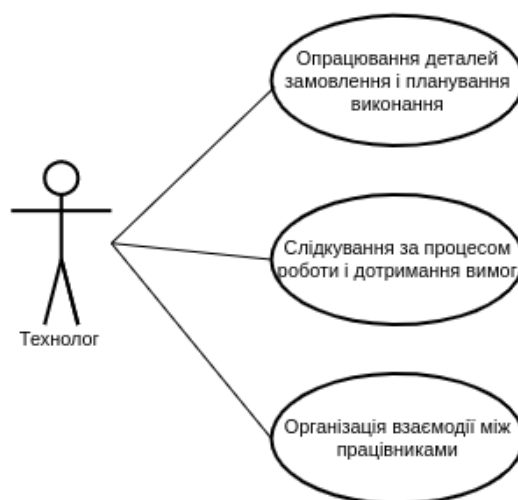 Опрацювання деталей
замовлення і планування
виконання
Слідкування за процесом
роботи і дотримання вимог
Технолог
Організація взаємодії між
працівниками